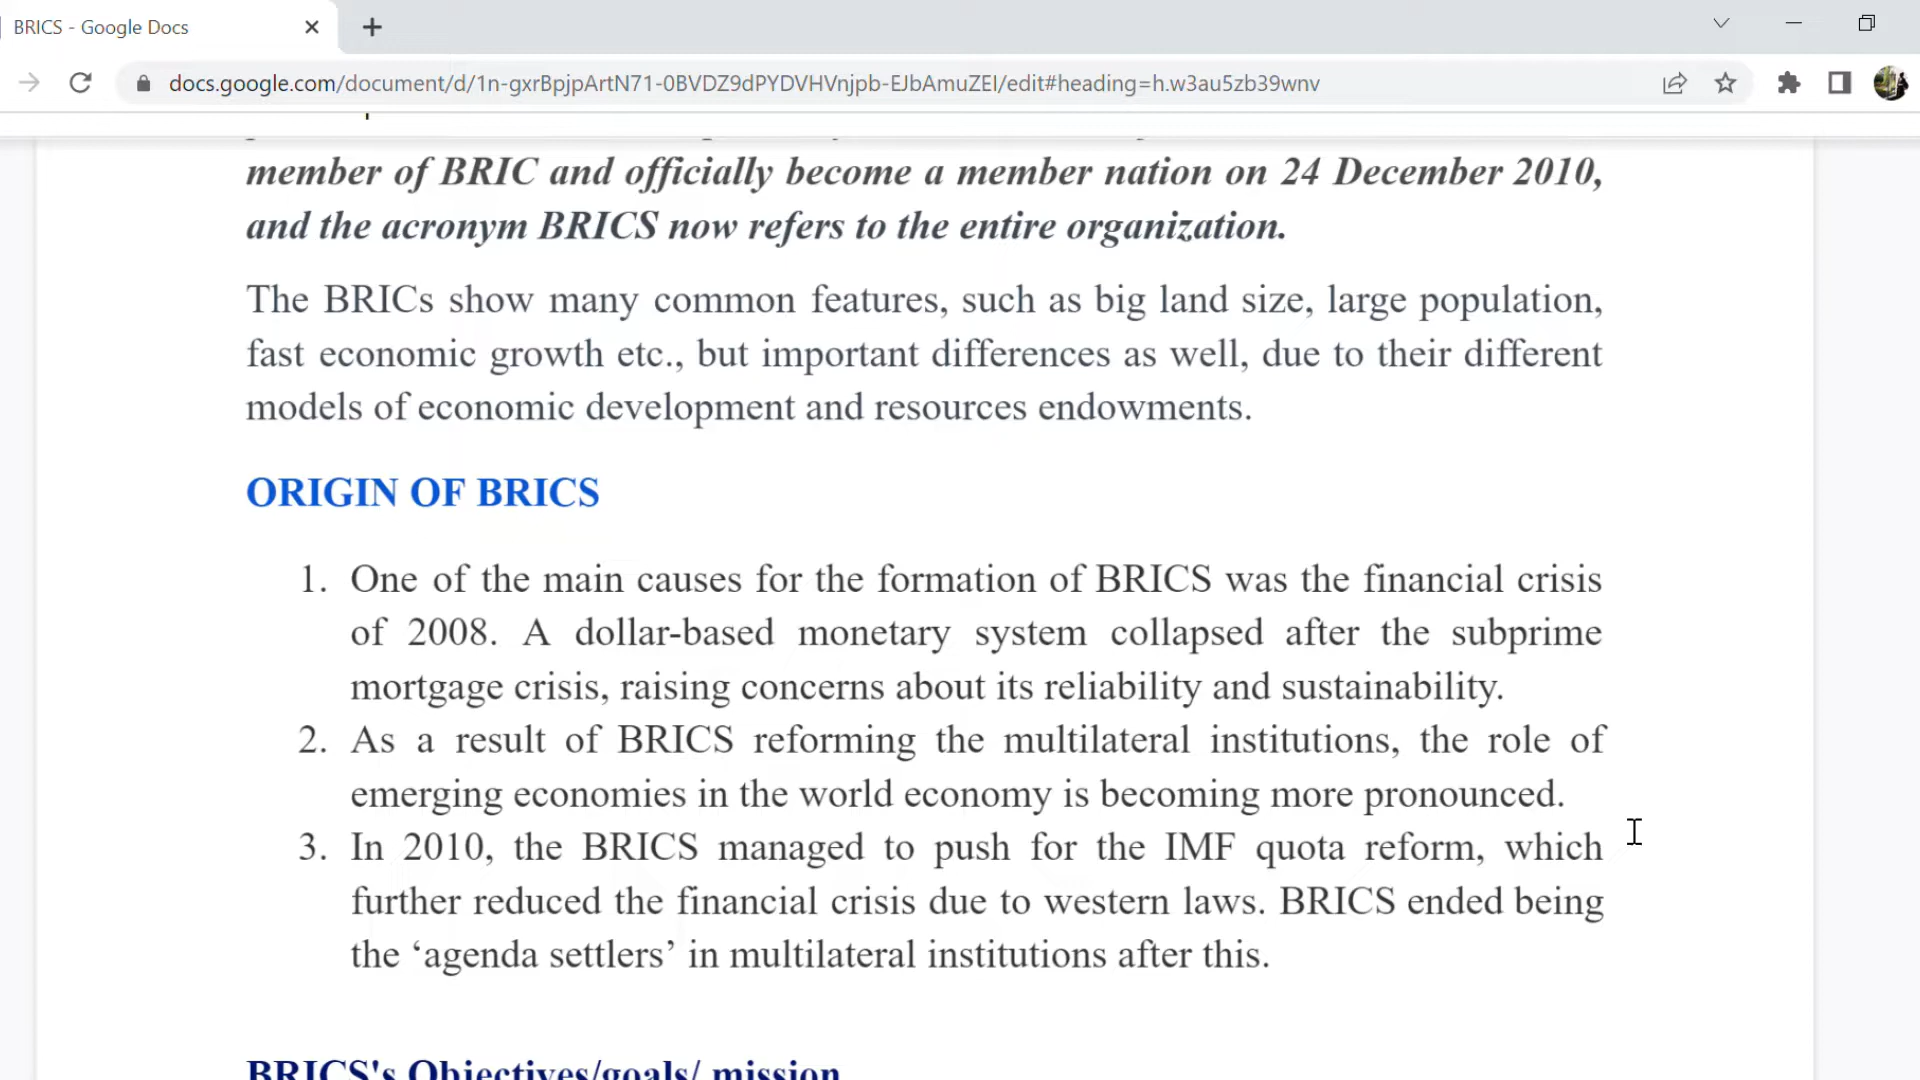 BRICS - Google Docs
docs.google.com/document/d/1n-gxrBpjpArtN71-0BVDZ9dPYDVHVnjpb-EJbAmuZEI/edit#heading=h.w3au5zb39wnv
member of BRIC and officially become a member nation on 24 December 2010,
and the acronym BRICS now refers to the entire organization.
The BRICs show many common features, such as big land size, large population,
fast economic growth etc., but important differences as well, due to their different
models of economic development and resources endowments.
ORIGIN OF BRICS
1. One of the main causes for the formation of BRICS was the financial crisis
of 2008. A dollar-based monetary system collapsed after the subprime
mortgage crisis, raising concerns about its reliability and sustainability.
2. As a result of BRICS reforming the multilateral institutions, the role of
emerging economies in the world economy is becoming more pronounced.
3. In 2010, the BRICS managed to push for the IMF quota reform, which
further reduced the financial crisis due to western laws. BRICS ended being
the ‘agenda settlers’ in multilateral institutions after this.
BRICS's Objectives/goals/ mission